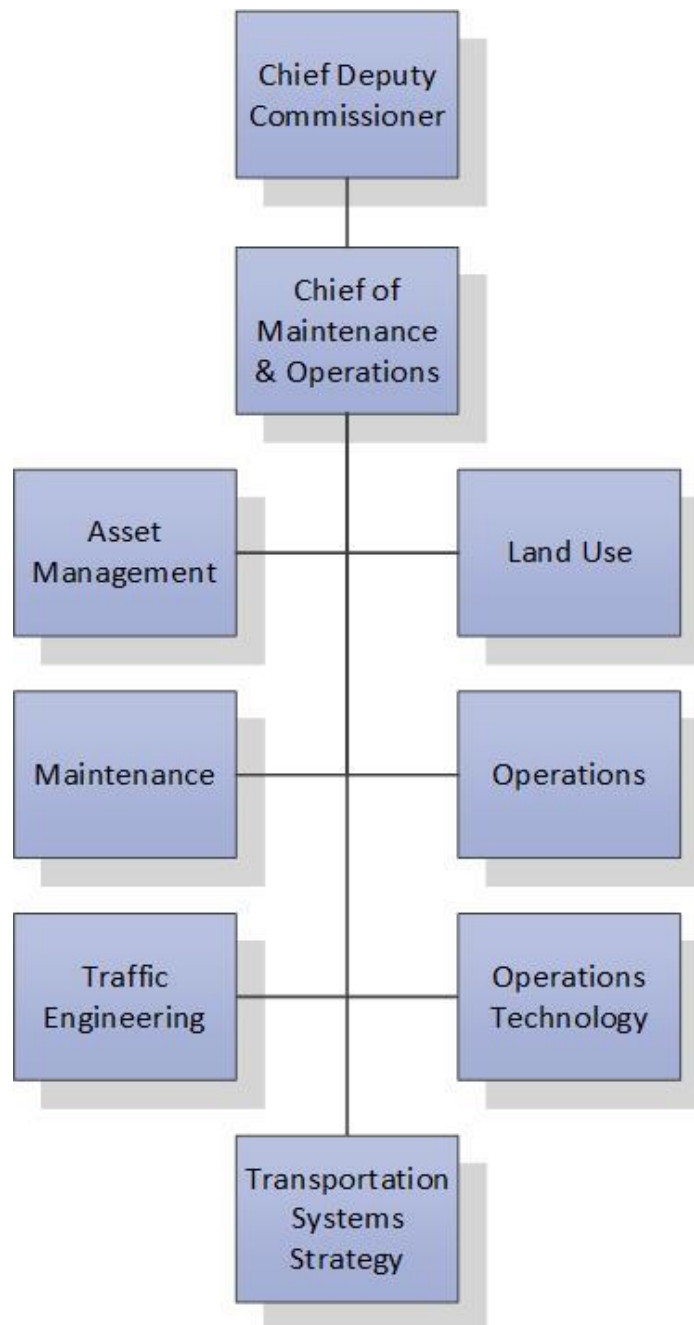 Chief Deputy
Commissioner
Chief of
Maintenance
& Operations
Asset
Management
Land Use
Maintenance
Operations
Traffic
Engineering
Operations
Technology
Transportation
Systems
Strategy